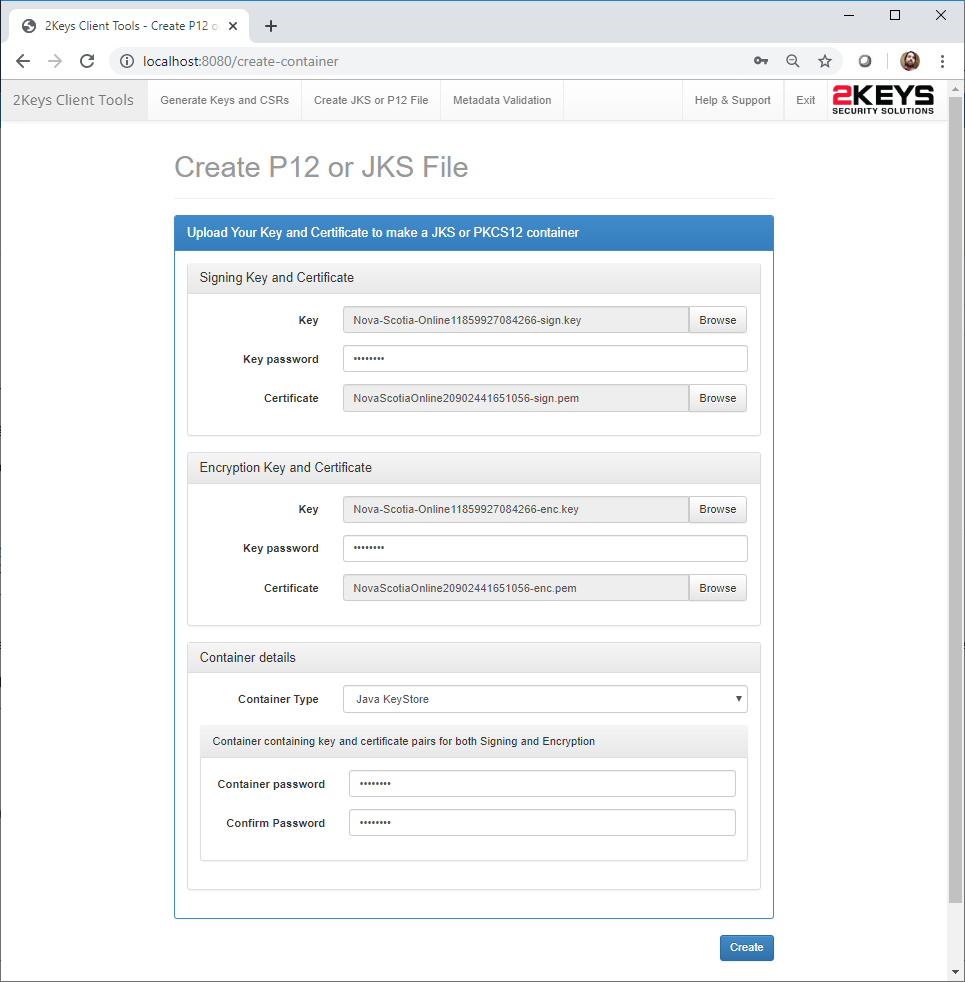 2Keys Client Tools - Create P12 o
localhost:8080/create-container
2Keys Client Tools
Generate Keys and CSRs
Create JKS or P12 File
Metadata Validation
Help & Support
Exit
2KEYS
SECURITY SOLUTIONS
Create P12 or JKS File
Upload Your Key and Certificate to make a JKS or PKCS12 container
Signing Key and Certificate
Key Nova-Scotia-Online11859927084266-sign.key Browse
Key password ••••••••
Certificate NovaScotiaOnline20902441651056-sign.pem Browse
Encryption Key and Certificate
Key Nova-Scotia-Online11859927084266-enc.key Browse
Key password ••••••••
Certificate NovaScotiaOnline20902441651056-enc.pem Browse
Container details
Container Type Java KeyStore
Container containing key and certificate pairs for both Signing and Encryption
Container password ••••••••
Confirm Password ••••••••
Create